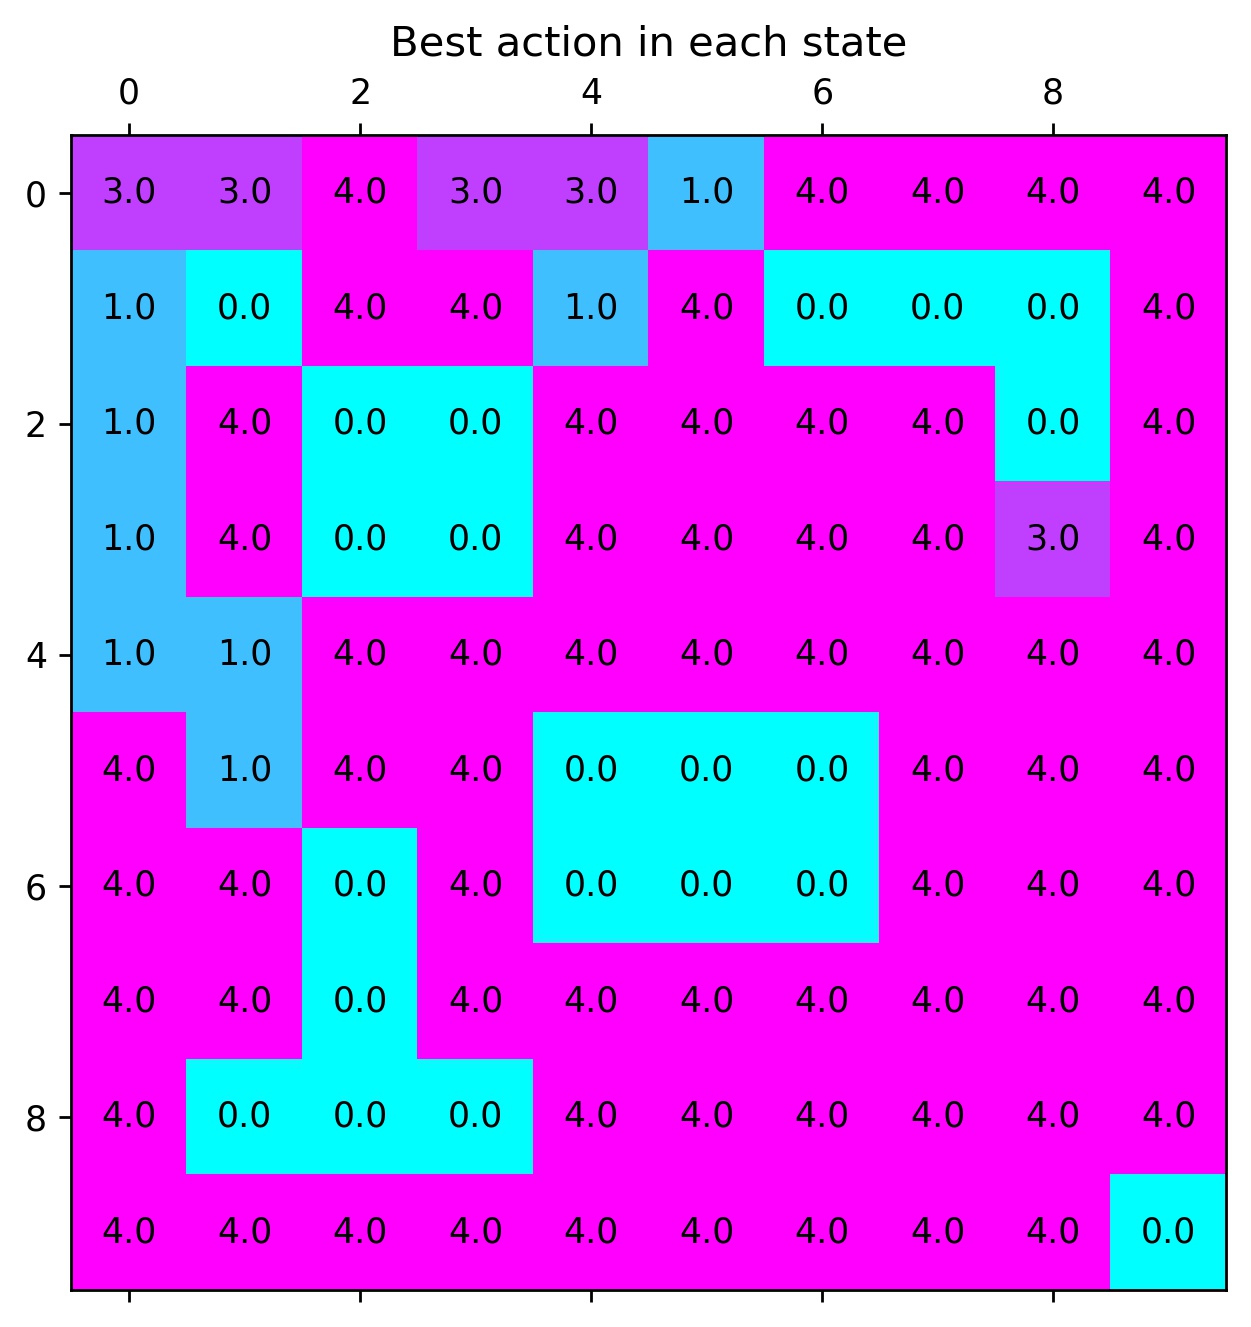 Best action in each state
0 2 4 6 8
0 3.0 3.0 4.0 3.0 3.0 1.0 4.0 4.0 4.0 4.0
1.0 0.0 4.0 4.0 1.0 4.0 0.0 0.0 0.0 4.0
2 1.0 4.0 0.0 0.0 4.0 4.0 4.0 4.0 0.0 4.0
1.0 4.0 0.0 0.0 4.0 4.0 4.0 4.0 3.0 4.0
4 1.0 1.0 4.0 4.0 4.0 4.0 4.0 4.0 4.0 4.0
4.0 1.0 4.0 4.0 0.0 0.0 0.0 4.0 4.0 4.0
6 4.0 4.0 0.0 4.0 0.0 0.0 0.0 4.0 4.0 4.0
4.0 4.0 0.0 4.0 4.0 4.0 4.0 4.0 4.0 4.0
8 4.0 0.0 0.0 0.0 4.0 4.0 4.0 4.0 4.0 4.0
4.0 4.0 4.0 4.0 4.0 4.0 4.0 4.0 4.0 0.0